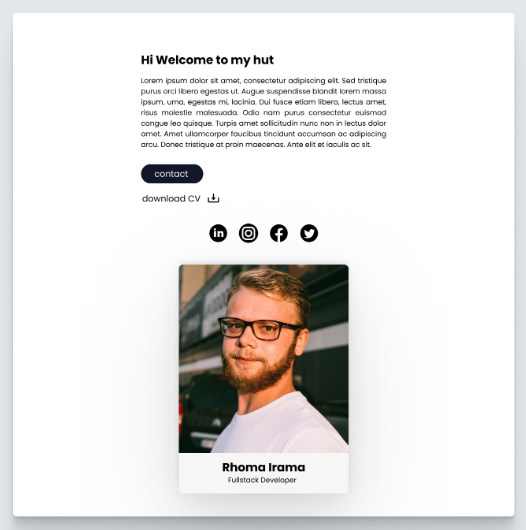 Hi Welcome to my hut
Lorem ipsum dolor sit amet, consectetur adipiscing elit. Sed tristique
purus orci libero egestas ut. Augue suspendisse blandit lorem massa
ipsum, urna, egestas mi, lacinia. Dui fusce etiam libero, lectus amet,
risus molestie malesuada. Odio nam purus consectetur euismod
congue leo quisque. Turpis amet sollicitudin nunc non in lectus dolor
amet. Amet ullamcorper faucibus tincidunt accumsan ac adipiscing
arcu. Donec tristique at proin maecenas. Ante elit et iaculis ac sit.
contact
download CV
in
Rhoma Irama
Fullstack Developer